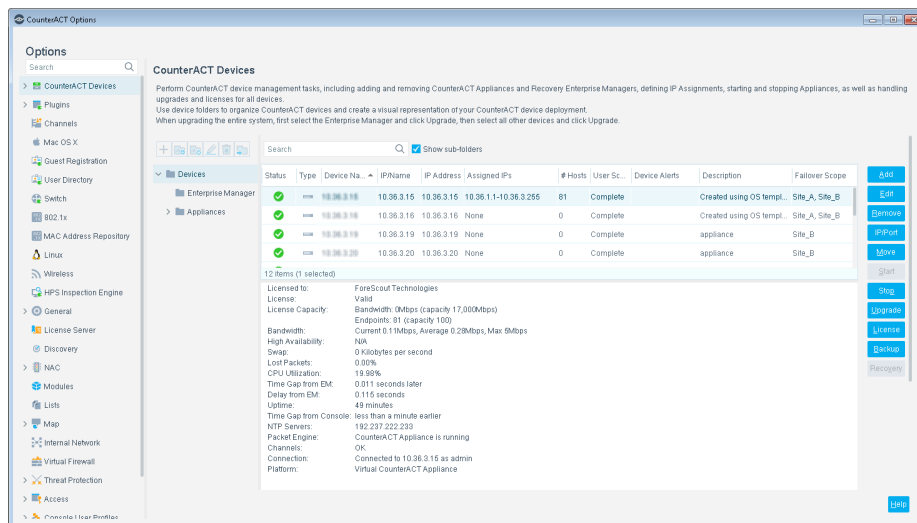 CounterACT Options
Options
Search
CounterACT Devices
Plugins
Channels
Mac OS X
Guest Registration
User Directory
Switch
802.1x
MAC Address Repository
Linux
Wireless
HPS Inspection Engine
General
License Server
Discovery
NAC
Modules
Lists
Map
Internal Network
Virtual Firewall
Threat Protection
Access
Console User Profiles
CounterACT Devices
Perform CounterACT device management tasks, including adding and removing CounterACT Appliances and Recovery Enterprise Managers, defining IP Assignments, starting and stopping Appliances, as well as handling
upgrades and licenses for all devices.
Use device folders to organize CounterACT devices and create a visual representation of your CounterACT device deployment.
When upgrading the entire system, first select the Enterprise Manager and click Upgrade, then select all other devices and click Upgrade.
Devices
Enterprise Manager
Appliances
Search Show sub-folders
Status Type Device Na... IP/Name IP Address Assigned IPs # Hosts User Sc... Device Alerts Description Failover Scope
10.36.3.15 10.36.3.15 10.36.1.1-10.36.3.255 81 Complete Created using OS templ... Site_A, Site_B
10.36.3.16 10.36.3.16 None 0 Complete Created using OS templ... Site_A, Site_B
10.36.3.19 10.36.3.19 None 0 Complete appliance Site_B
10.36.3.20 10.36.3.20 None 0 Complete appliance Site_B
12 items (1 selected)
Licensed to: ForeScout Technologies
License: Valid
License Capacity: Bandwidth: 0Mbps (capacity 17,000Mbps)
Endpoints: 81 (capacity 100)
Bandwidth: Current 0.11Mbps, Average 0.28Mbps, Max 5Mbps
High Availability: N/A
Swap: 0 Kilobytes per second
Lost Packets: 0.00%
CPU Utilization: 19.98%
Time Gap from EM: 0.011 seconds later
Delay from EM: 0.115 seconds
Uptime: 49 minutes
Time Gap from Console: less than a minute earlier
NTP Servers: 192.237.222.233
Packet Engine: CounterACT Appliance is running
Channels: OK
Connection: Connected to 10.36.3.15 as admin
Platform: Virtual CounterACT Appliance
Add
Edit
Remove
IP/Port
Move
Start
Stop
Upgrade
License
Backup
Recovery
Help